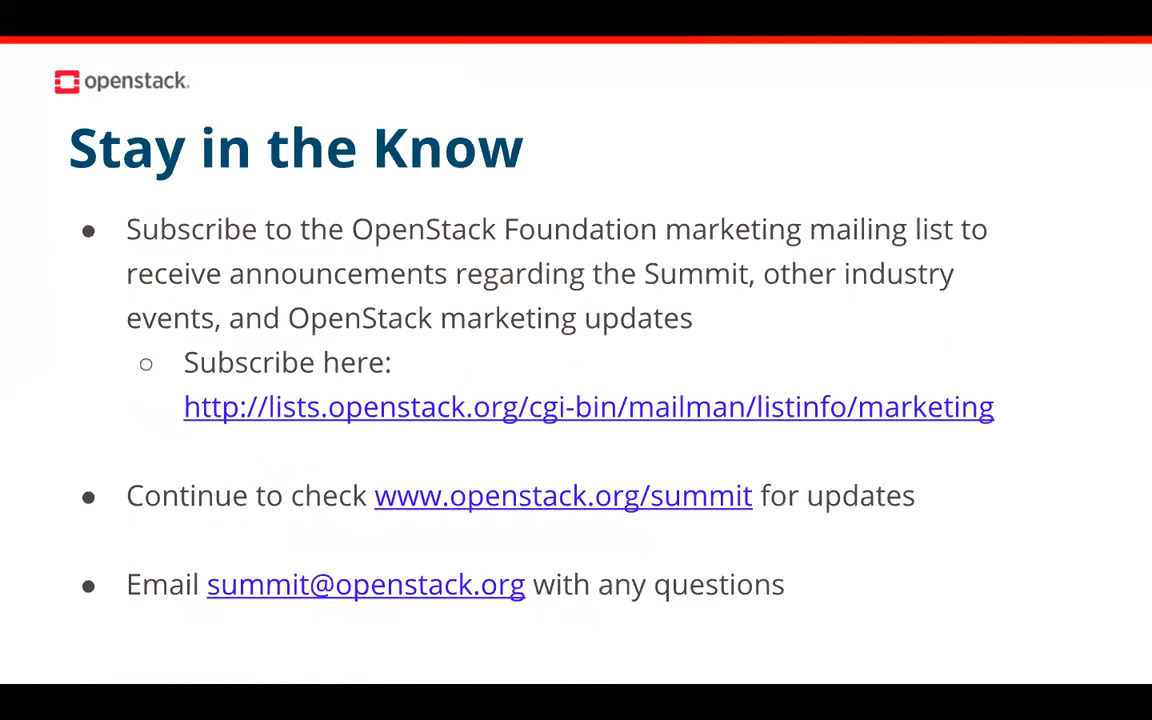 openstack.
Stay in the Know
● Subscribe to the OpenStack Foundation marketing mailing list to
receive announcements regarding the Summit, other industry
events, and OpenStack marketing updates
○ Subscribe here:
http://lists.openstack.org/cgi-bin/mailman/listinfo/marketing
● Continue to check www.openstack.org/summit for updates
● Email summit@openstack.org with any questions